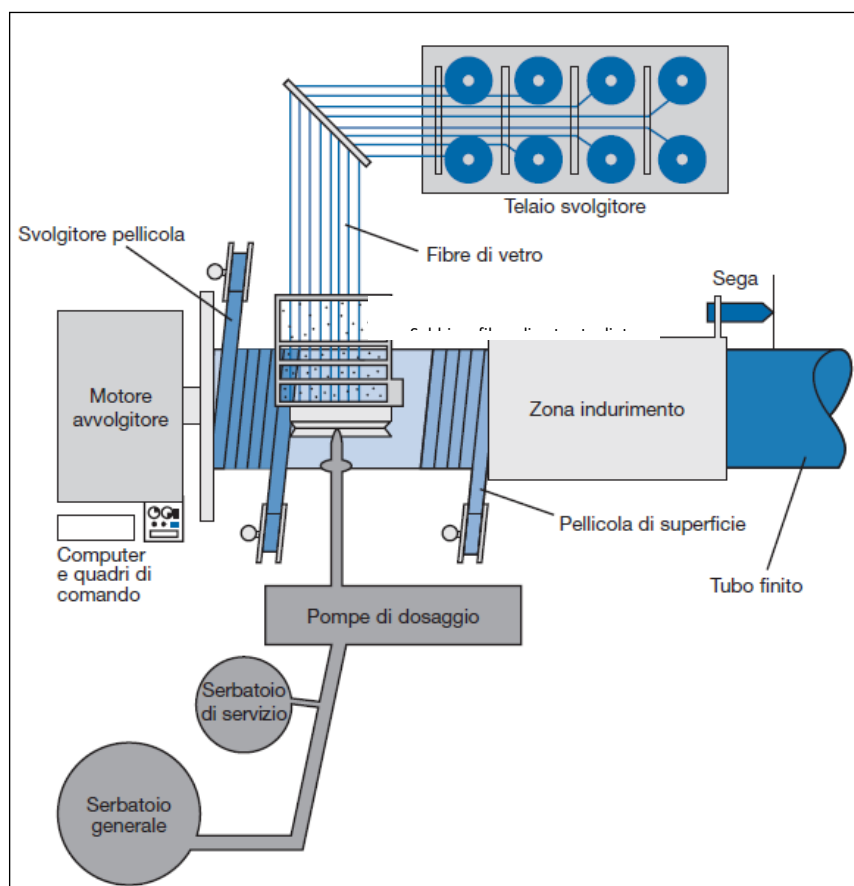 Telaio svolgitore
Svolgitore pellicola
Fibre di vetro
Sega
Motore
avvolgitore
Zona indurimento
Pellicola di superficie
Computer
e quadri di
comando
Tubo finito
Pompe di dosaggio
Serbatoio
di servizio
Serbatoio
generale